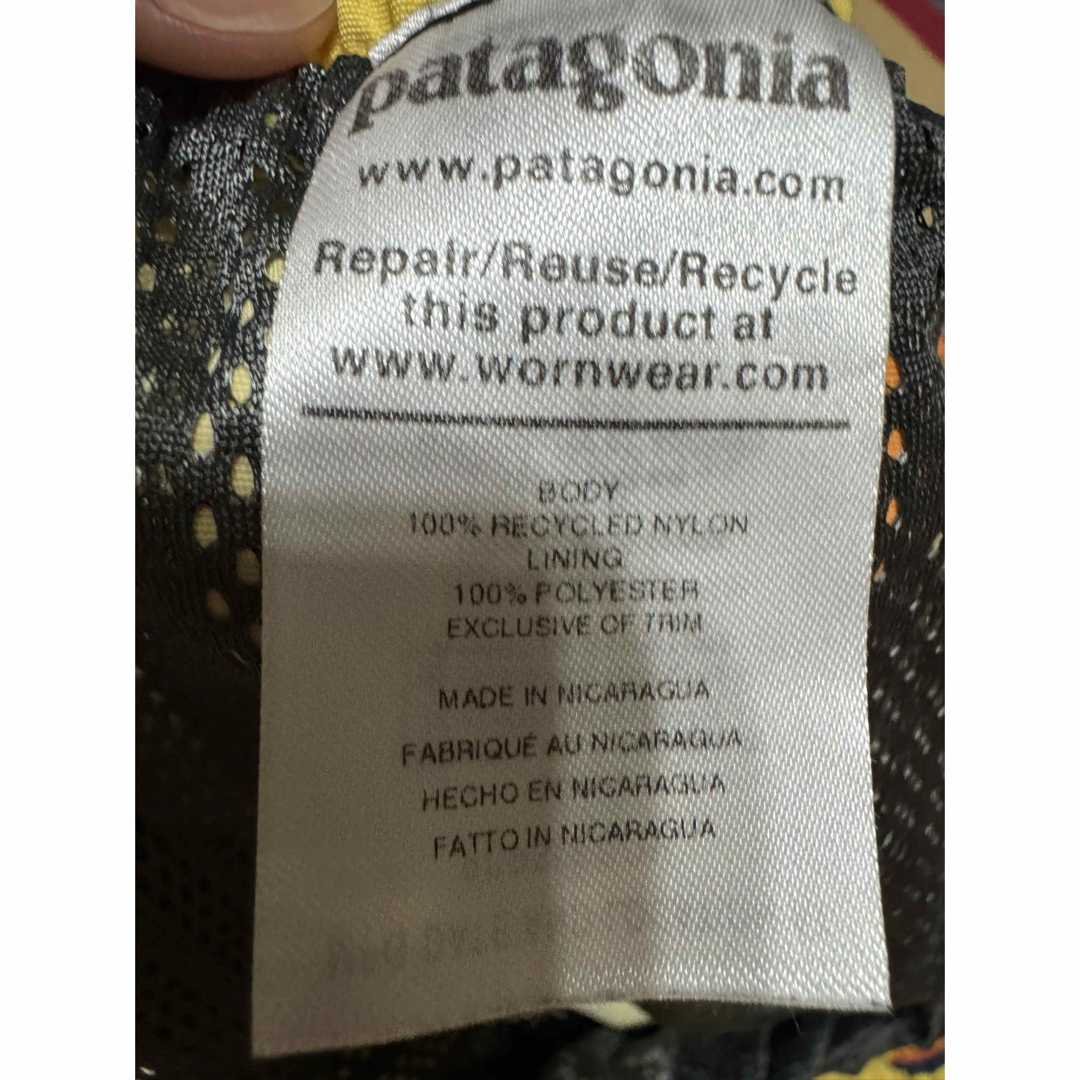 patagonia
www.patagonia.com
Repair/Reuse/Recycle
this product at
www.wornwear.com
BODY
100% RECYCLED NYLON
LINING
100% POLYESTER
EXCLUSIVE OF TRIM
MADE IN NICARAGUA
FABRIQUÉ AU NICARAGUA
HECHO EN NICARAGUA
FATTO IN NICARAGUA